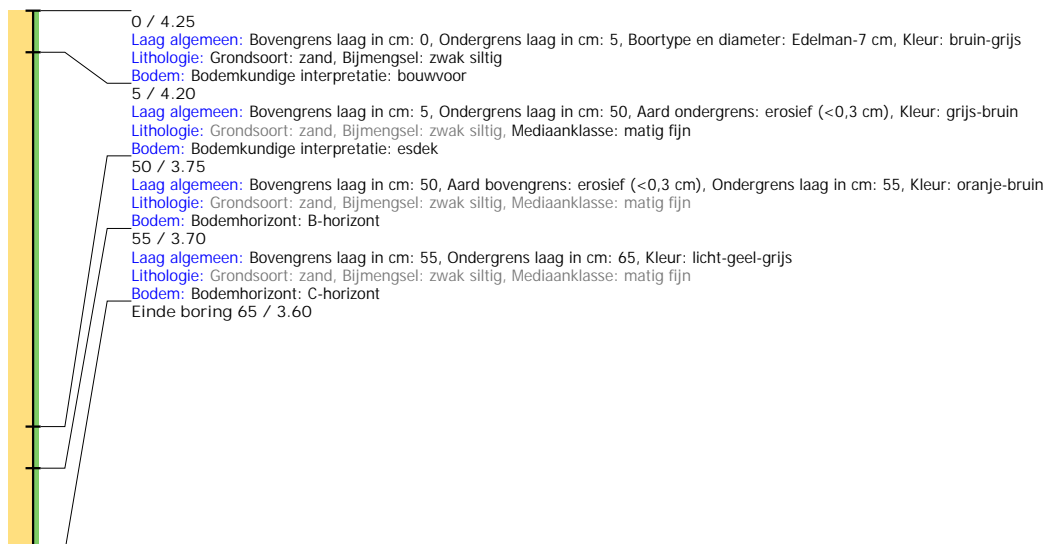 0 / 4.25
Laag algemeen: Bovengrens laag in cm: 0, Ondergrens laag in cm: 5, Boortype en diameter: Edelman-7 cm, Kleur: bruin-grijs
Lithologie: Grondsoort: zand, Bijmengsel: zwak siltig
Bodem: Bodemkundige interpretatie: bouwvoor
5 / 4.20
Laag algemeen: Bovengrens laag in cm: 5, Ondergrens laag in cm: 50, Aard ondergrens: erosief (<0,3 cm), Kleur: grijs-bruin
Lithologie: Grondsoort: zand, Bijmengsel: zwak siltig, Mediaanklasse: matig fijn
Bodem: Bodemkundige interpretatie: esdek
50 / 3.75
Laag algemeen: Bovengrens laag in cm: 50, Aard bovengrens: erosief (<0,3 cm), Ondergrens laag in cm: 55, Kleur: oranje-bruin
Lithologie: Grondsoort: zand, Bijmengsel: zwak siltig, Mediaanklasse: matig fijn
Bodem: Bodemhorizont: B-horizont
55 / 3.70
Laag algemeen: Bovengrens laag in cm: 55, Ondergrens laag in cm: 65, Kleur: licht-geel-grijs
Lithologie: Grondsoort: zand, Bijmengsel: zwak siltig, Mediaanklasse: matig fijn
Bodem: Bodemhorizont: C-horizont
Einde boring 65 / 3.60